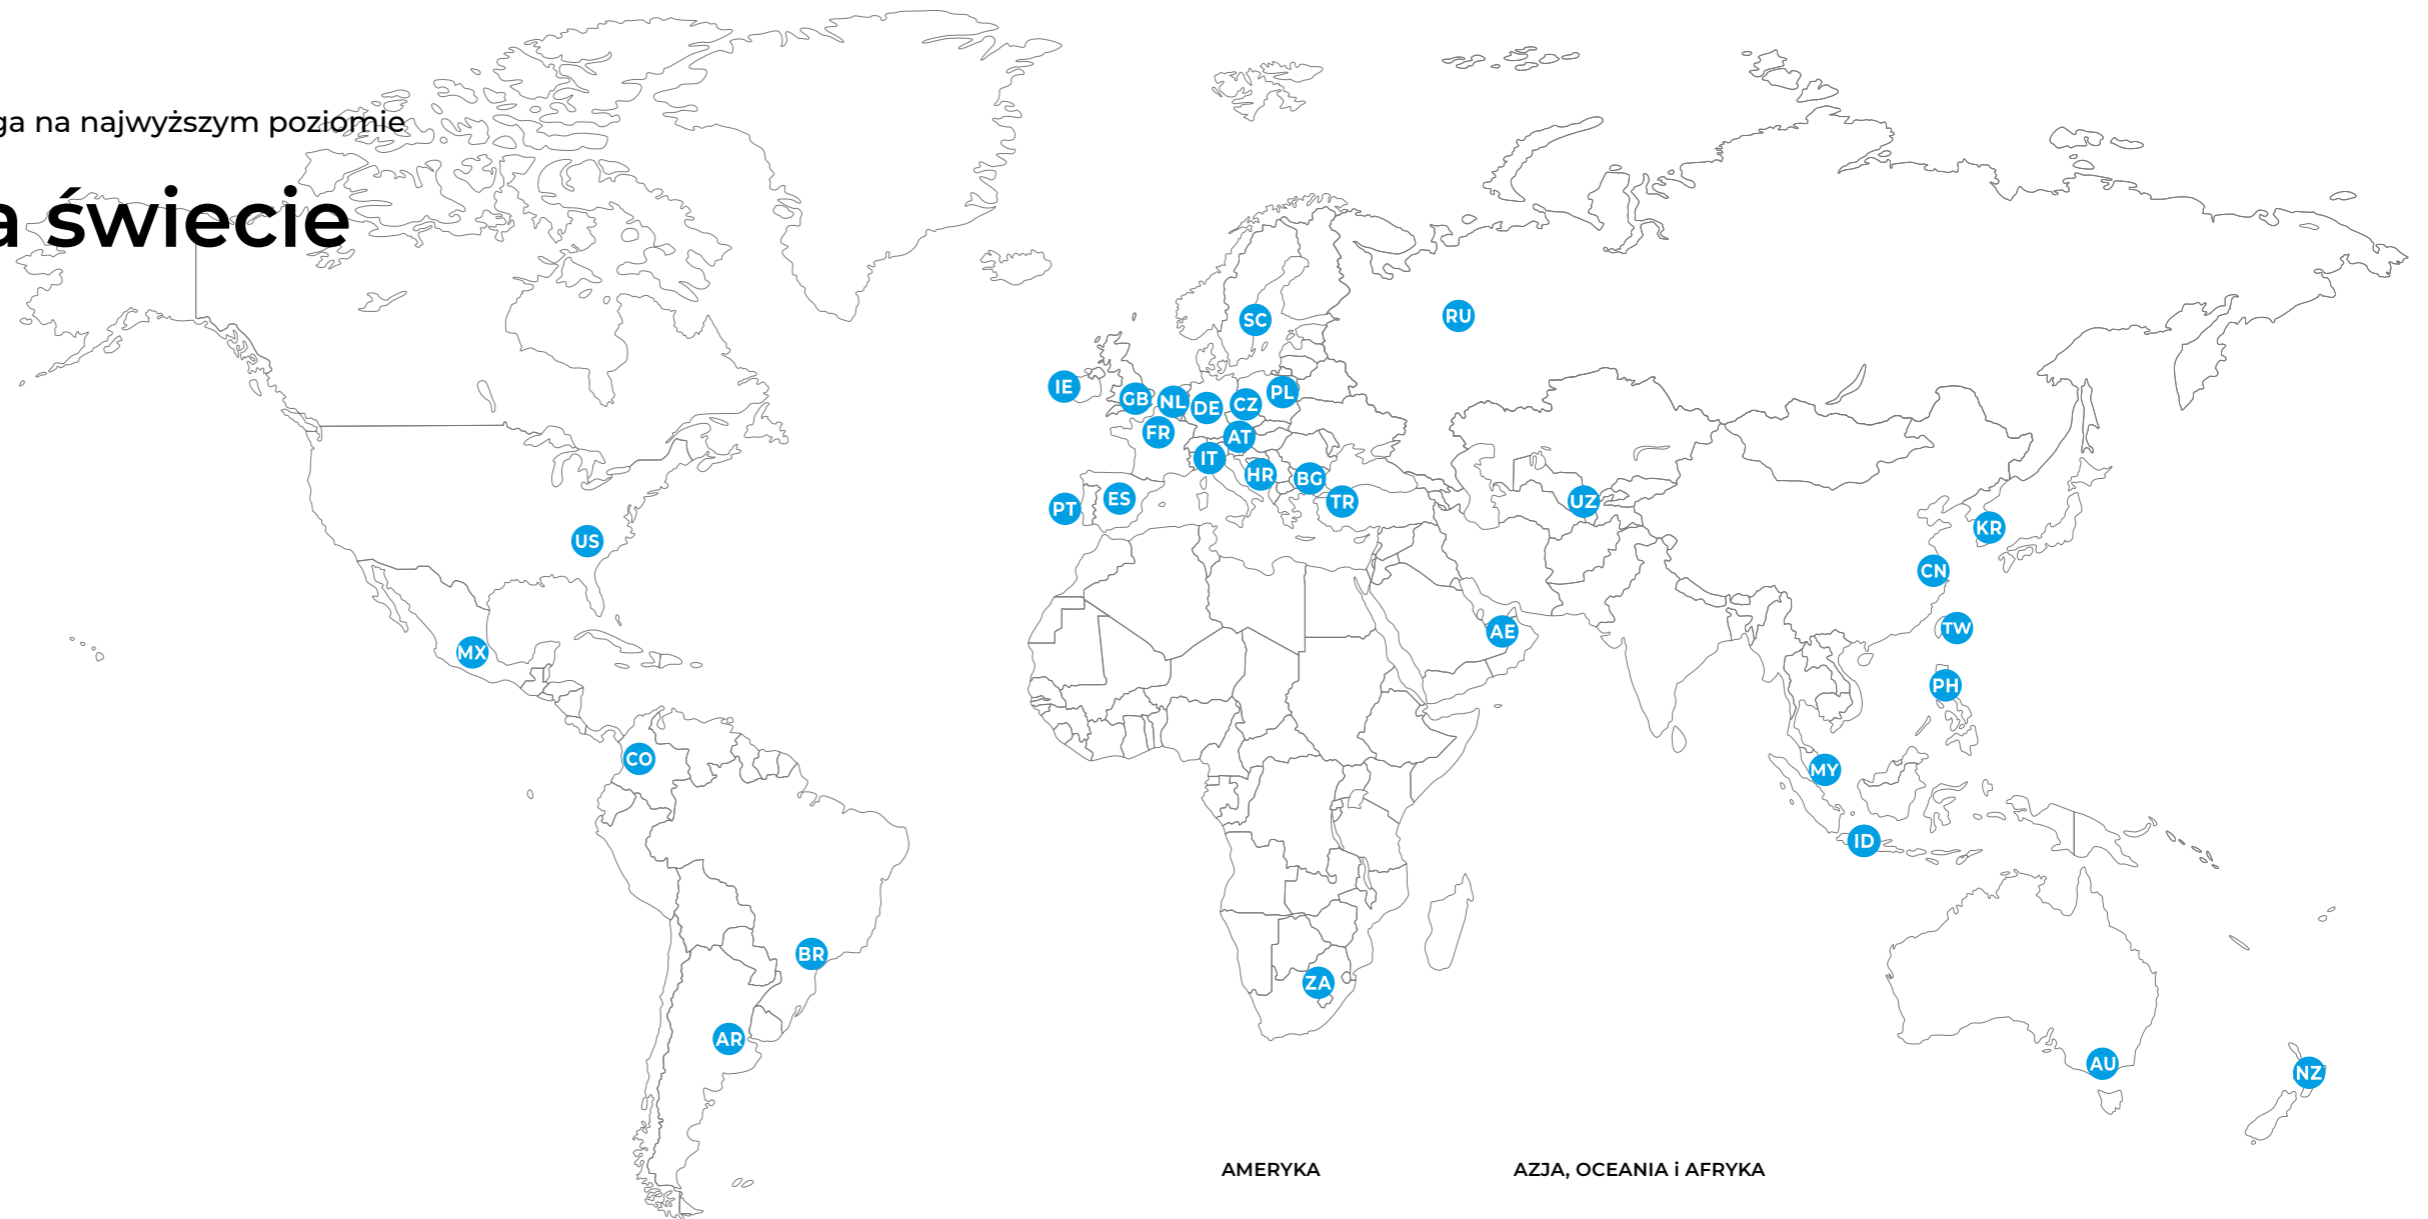 na najwyższym poziomie
świecie
SC
RU
IE
GB
NL
DE
CZ
PL
FR
AT
IT
HR
BG
PT
ES
TR
UZ
US
KR
CN
MX
AE
TW
PH
CO
MY
ID
BR
ZA
AR
AU
NZ
AMERYKA
AZJA, OCEANIA i AFRYKA